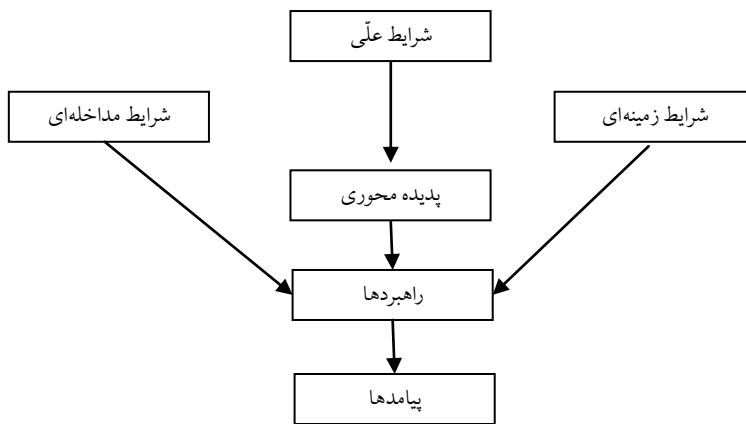 شرایط علّی
شرایط زمینه‌ای
شرایط مداخله‌ای
پدیده محوری
راهبردها
پیامدها